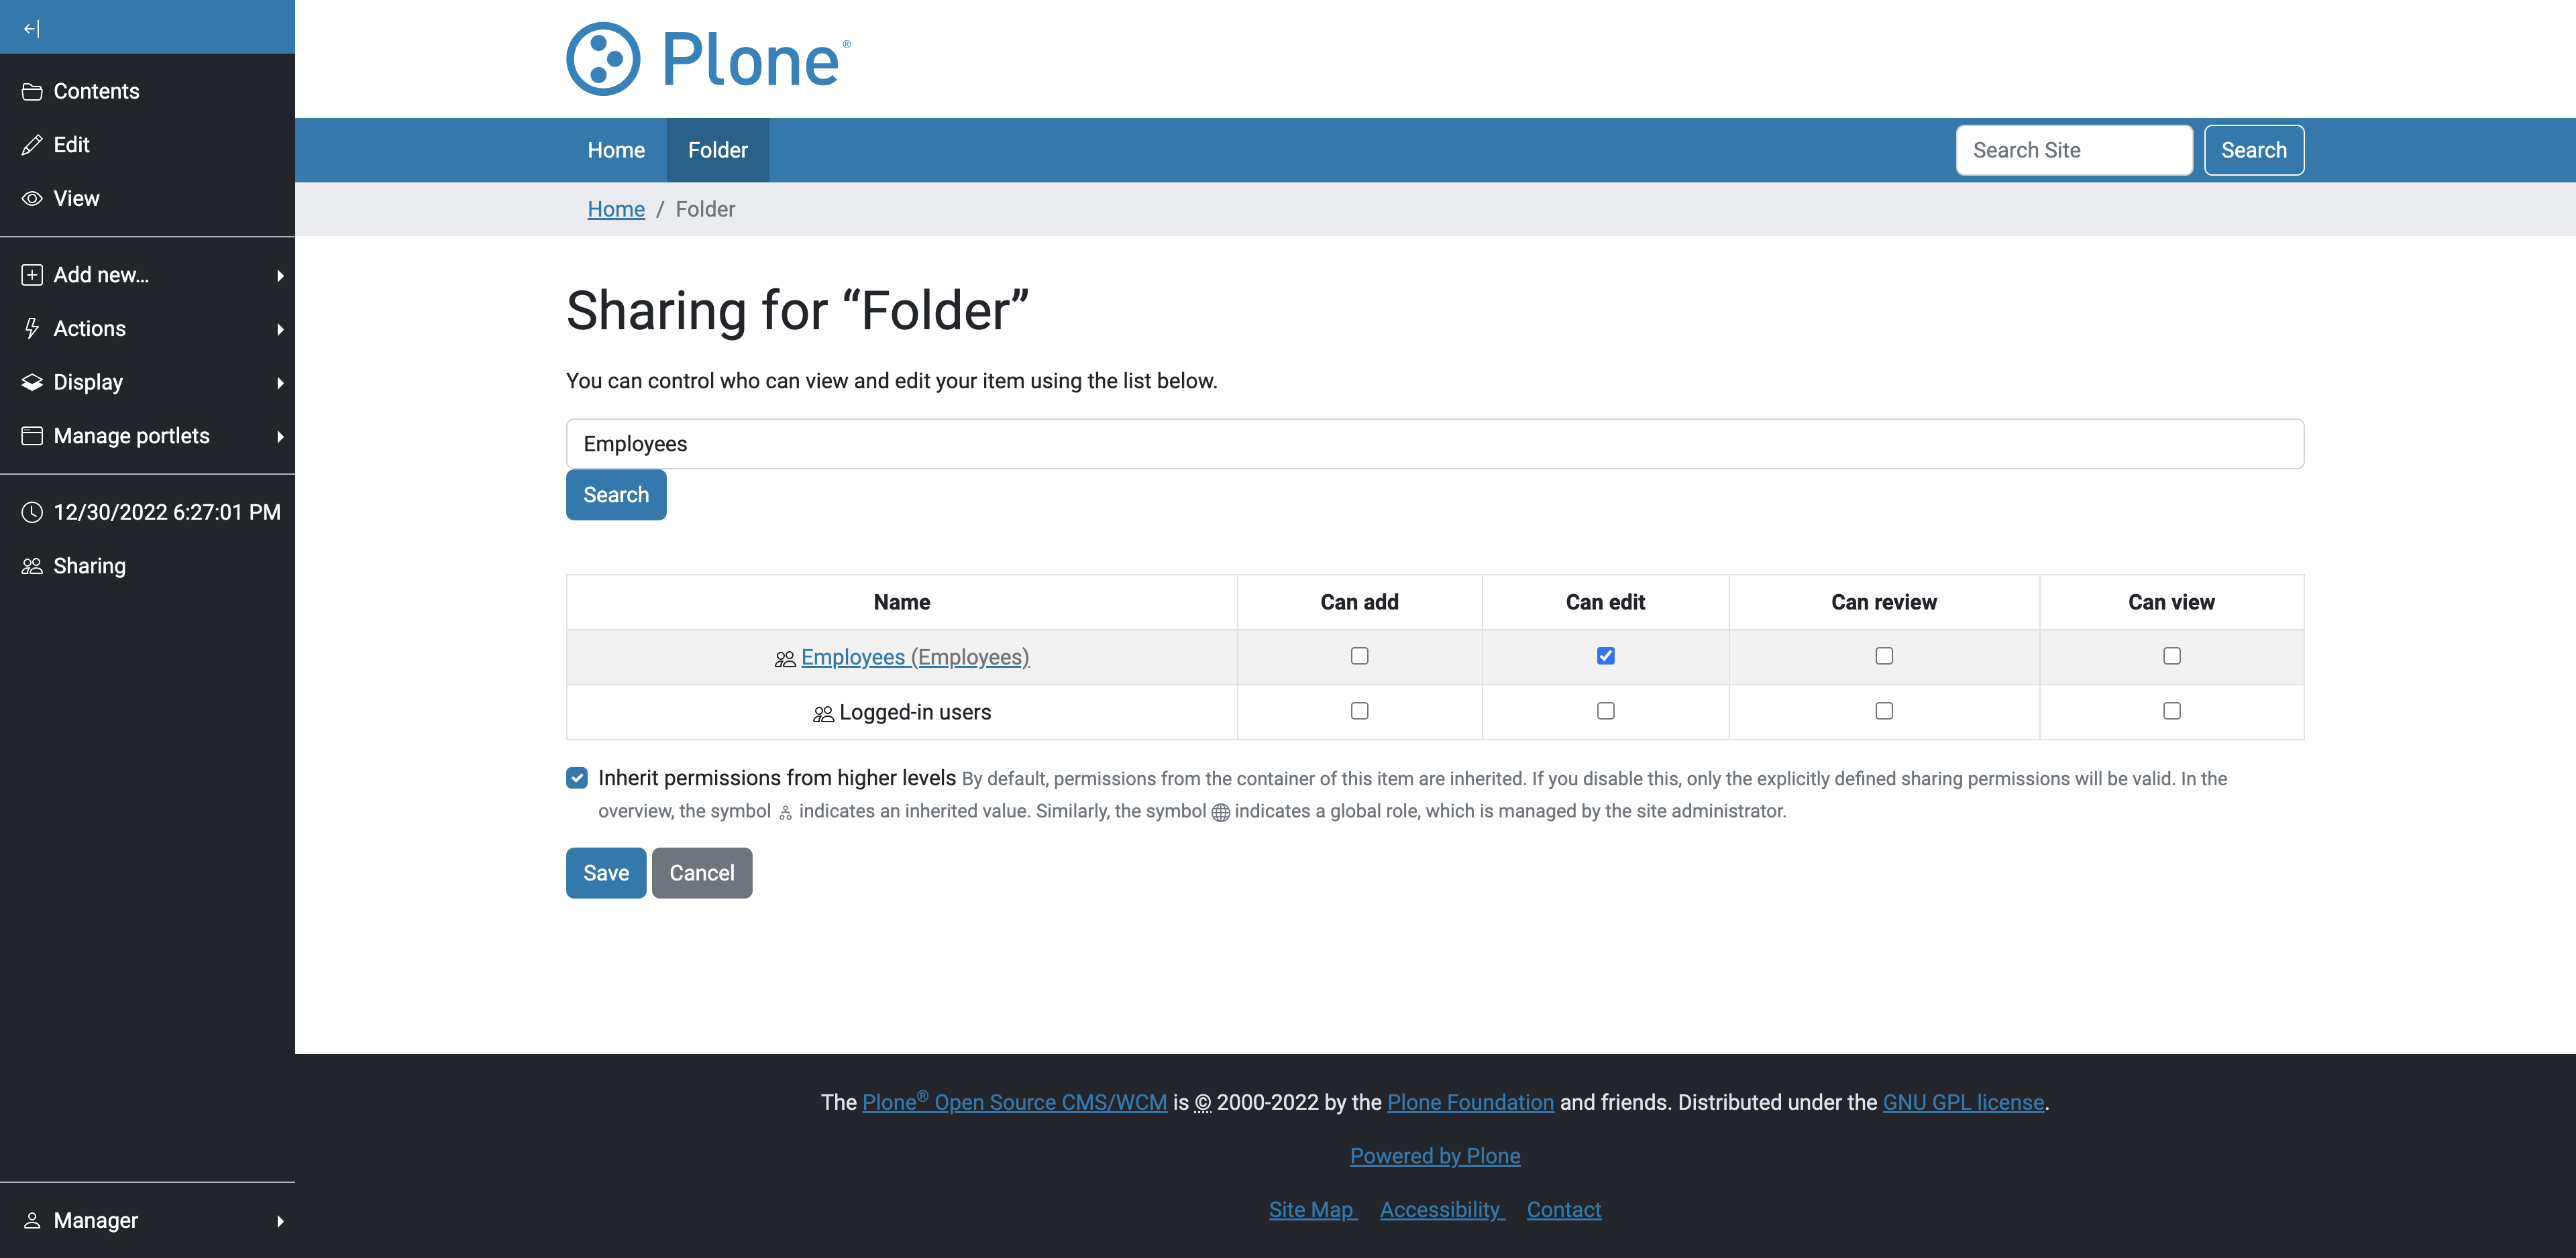 Contents
Edit
View
Add new...
Actions
Display
Manage portlets
12/30/2022 6:27:01 PM
Sharing
Manager
Plone®
Home
Folder
Search Site
Search
Home / Folder
Sharing for “Folder”
You can control who can view and edit your item using the list below.
Employees
Search
Name Can add Can edit Can review Can view
Employees (Employees)
Logged-in users
Inherit permissions from higher levels By default, permissions from the container of this item are inherited. If you disable this, only the explicitly defined sharing permissions will be valid. In the
overview, the symbol indicates an inherited value. Similarly, the symbol indicates a global role, which is managed by the site administrator.
Save Cancel
The Plone® Open Source CMS/WCM is © 2000-2022 by the Plone Foundation and friends. Distributed under the GNU GPL license.
Powered by Plone
Site Map Accessibility Contact